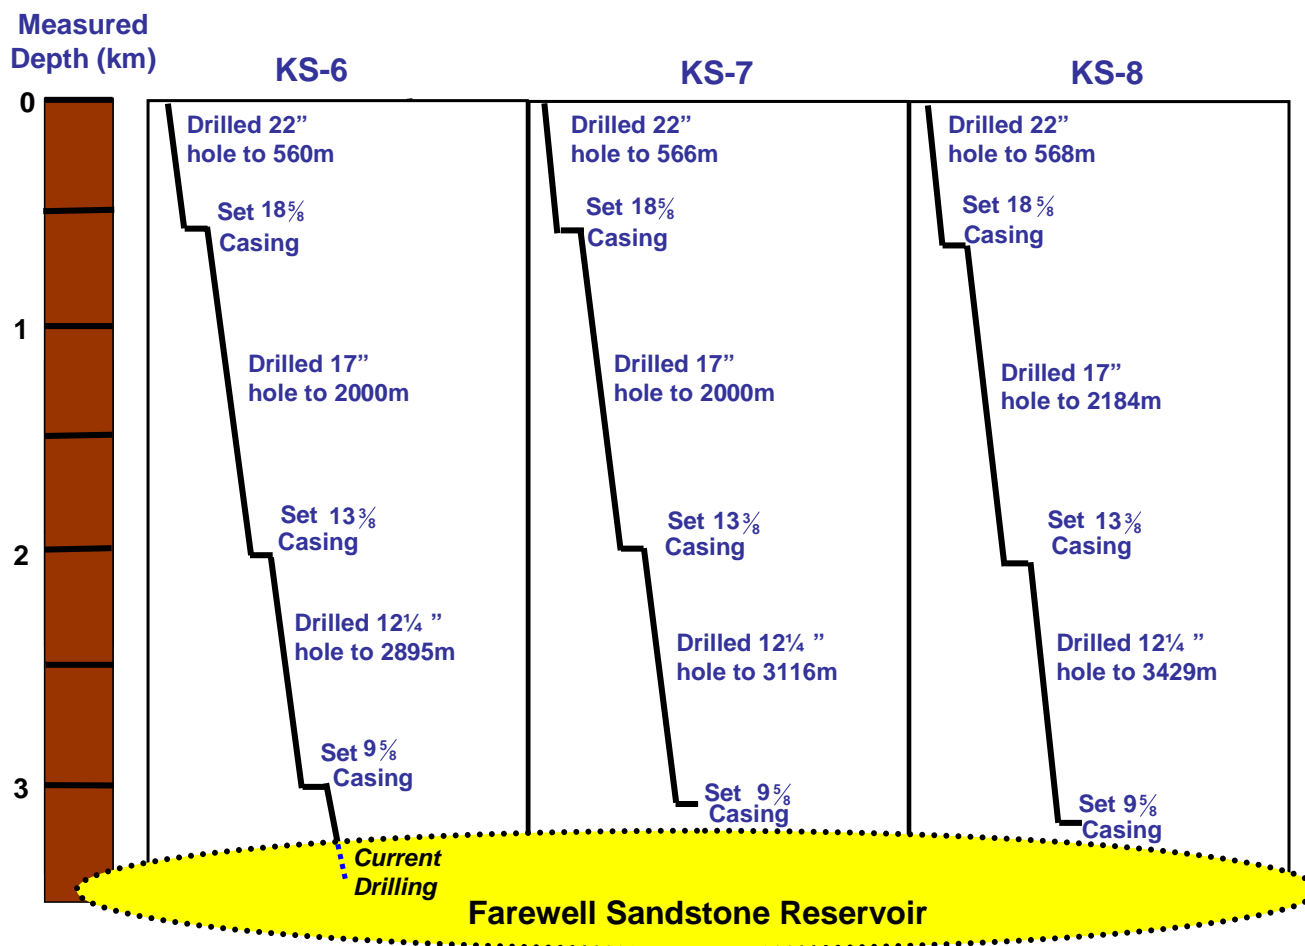 Measured
Depth (km)
KS-6
KS-7
KS-8
0
1
2
3
Drilled 22”
hole to 560m
Set 18⅝
Casing
Drilled 17”
hole to 2000m
Set 13⅜
Casing
Drilled 12¼ ”
hole to 2895m
Set 9⅝
Casing
Current
Drilling
Drilled 22”
hole to 566m
Set 18⅝
Casing
Drilled 17”
hole to 2000m
Set 13⅜
Casing
Drilled 12¼ ”
hole to 3116m
Set 9⅝
Casing
Drilled 22”
hole to 568m
Set 18⅝
Casing
Drilled 17”
hole to 2184m
Set 13⅜
Casing
Drilled 12¼ ”
hole to 3429m
Set 9⅝
Casing
Farewell Sandstone Reservoir